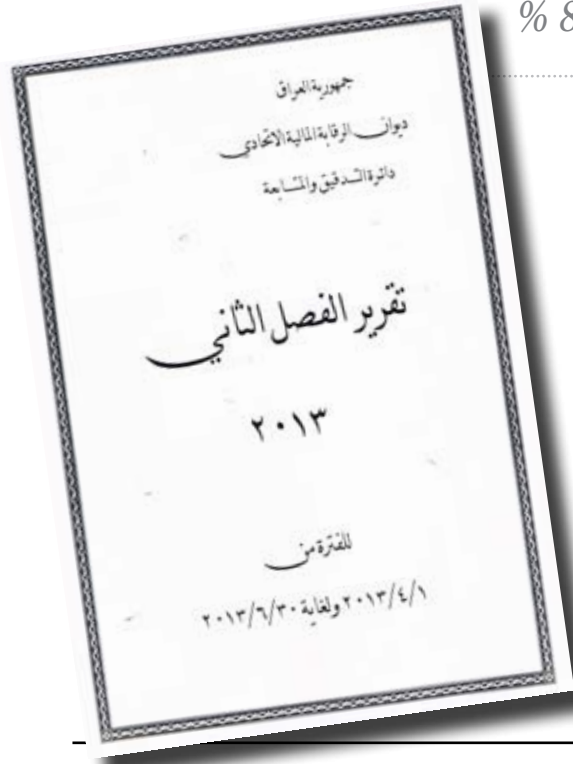 % 8
جمهورية العراق
ديوان الرقابة المالية الاتحادي
دائرة التدقيق والمتابعة
تقرير الفصل الثاني
٢٠١٣
للفترة من
٢٠١٣/٤/١ ولغاية ٢٠١٣/٦/٣٠